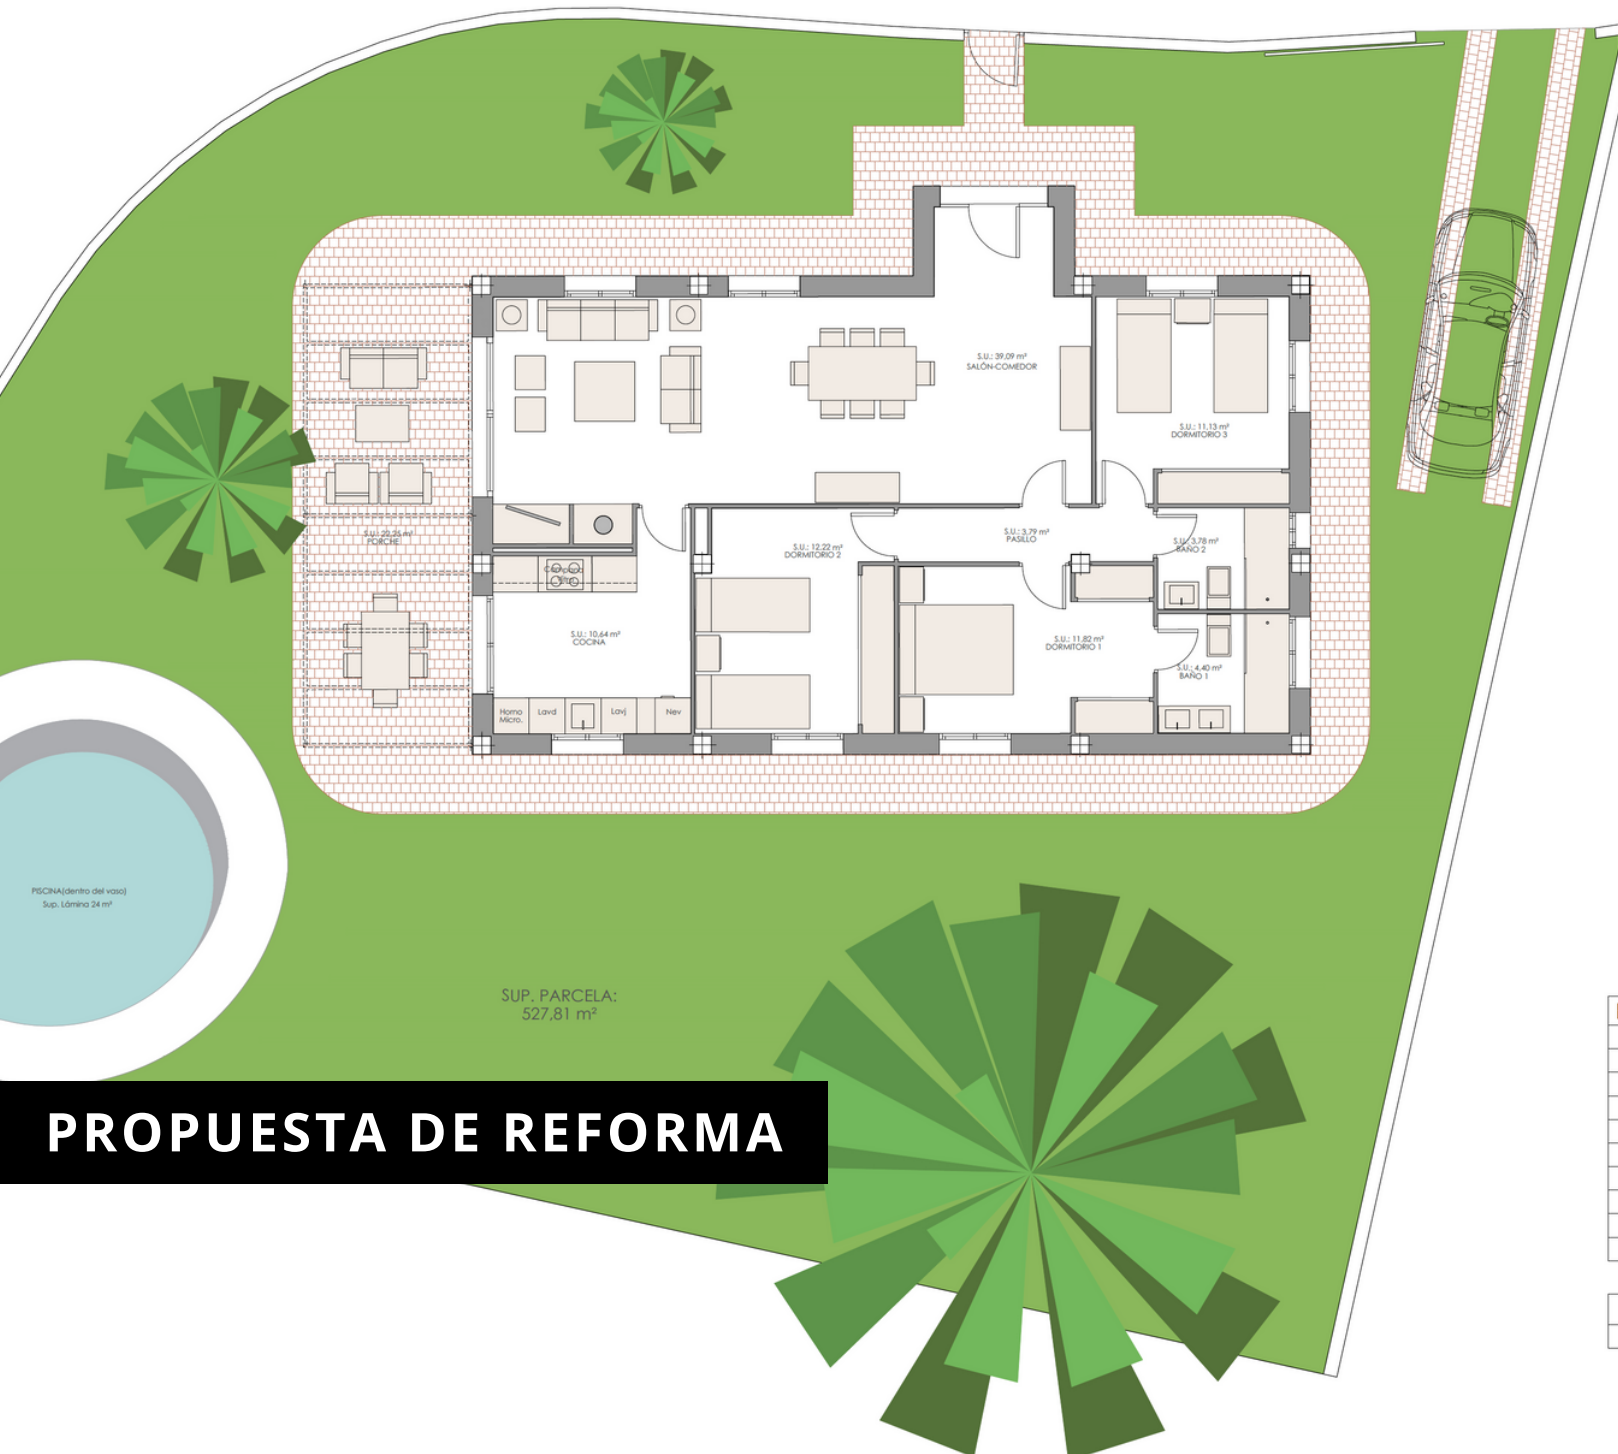 S.U.: 39,09 m²
SALÓN-COMEDOR
S.U.: 11,13 m²
DORMITORIO 3
S.U.: 22,25 m²
PORCHE
S.U.: 12,22 m²
DORMITORIO 2
S.U.: 3,79 m²
PASILLO
S.U.: 3,78 m²
BAÑO 2
Campana
S.U.: 10,64 m²
COCINA
S.U.: 11,82 m²
DORMITORIO 1
S.U.: 4,40 m²
BAÑO 1
Horno
Micro.
Lavd
Lavj
Nev
PISCINA(dentro del vaso)
Sup. Lámina 24 m²
SUP. PARCELA:
527,81 m²
PROPUESTA DE REFORMA